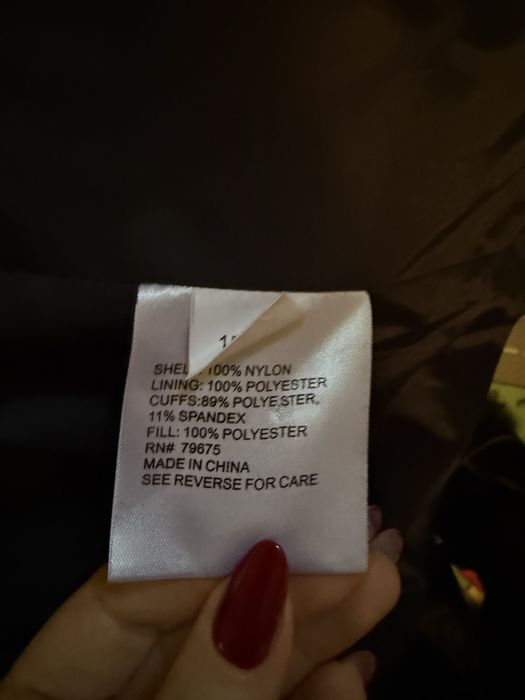 SHELL: 100% NYLON
LINING: 100% POLYESTER
CUFFS:89% POLYESTER,
11% SPANDEX
FILL: 100% POLYESTER
RN# 79675
MADE IN CHINA
SEE REVERSE FOR CARE